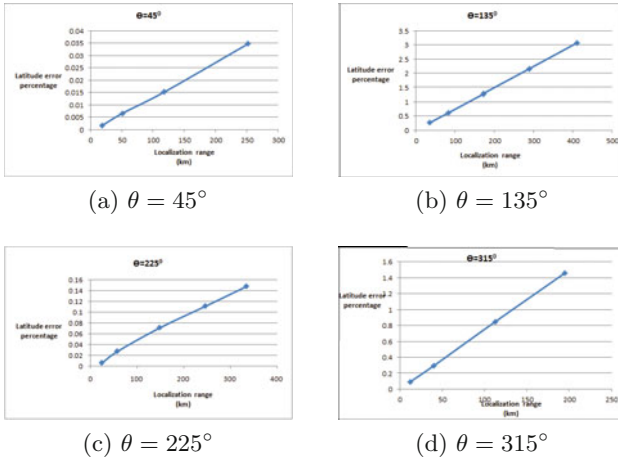 Θ=45⁰
0.04
0.035
0.03
0.025
0.02
0.015
0.01
0.005
0
Latitude error
percentage
0 50 100 150 200 250 300
Localization range
(km)
(a) θ = 45°
Θ=135⁰
3.5
3
2.5
2
1.5
1
0.5
0
Latitude error
percentage
0 100 200 300 400 500
Localization range
(km)
(b) θ = 135°
Θ=225⁰
0.16
0.14
0.12
0.1
0.08
0.06
0.04
0.02
0
Latitude error
percentage
0 100 200 300 400
Localization range
(km)
(c) θ = 225°
Θ=315⁰
1.6
1.4
1.2
1
0.8
0.6
0.4
0.2
0
Latitude error
percentage
0 50 100 150 200 250
Localization range
(km)
(d) θ = 315°